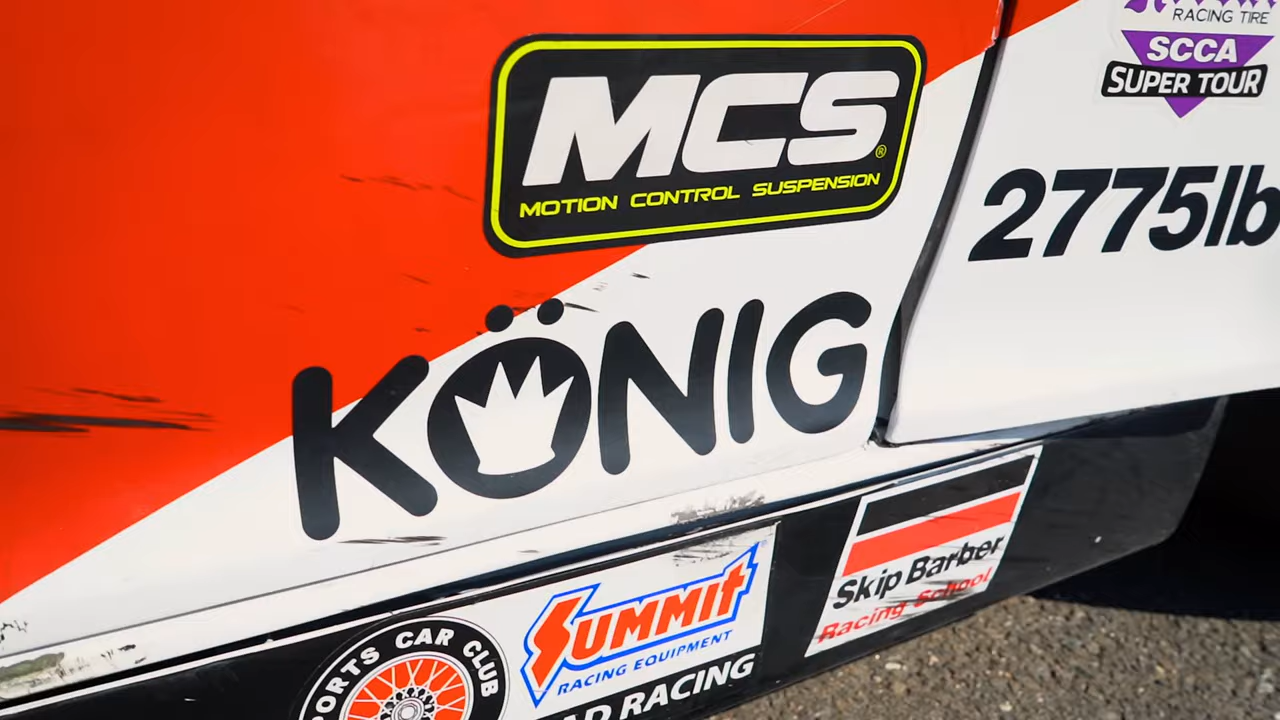 RACING TIRE
SCCA
SUPER TOUR
MCS®
MOTION CONTROL SUSPENSION
2775lb
KÖNIG
Skip Barber
Racing School
SUMMIT®
RACING EQUIPMENT
CAR CLUB
RACING